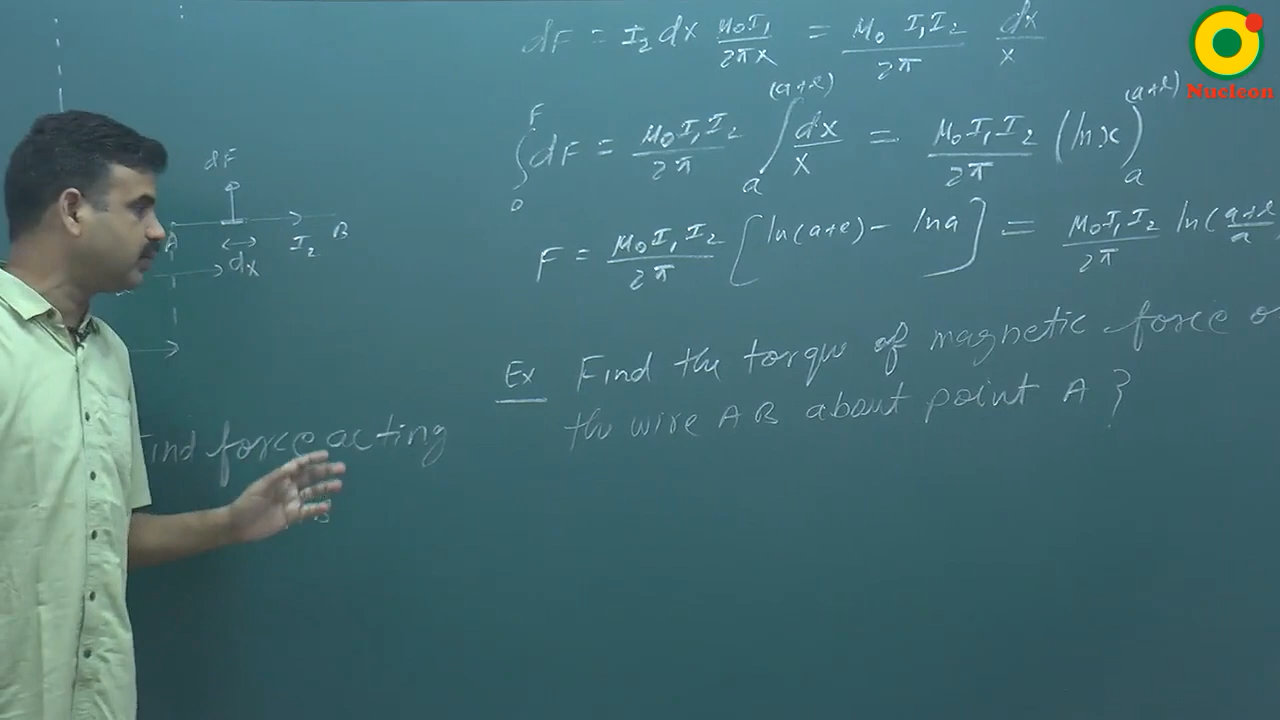 dF = I₂ dx μ₀I₁/2πx = μ₀ I₁I₂/2π dx/x
Nucleon
∫₀^F dF = μ₀I₁I₂/2π ∫ₐ^(a+l) dx/x = μ₀I₁I₂/2π (ln x)ₐ^(a+l)
dF
A I₂ B
dx
F = μ₀I₁I₂/2π [ln(a+l) - ln a] = μ₀I₁I₂/2π ln(a+l/a
Ex Find the torque of magnetic force
the wire AB about point A ?
ind force acting
B